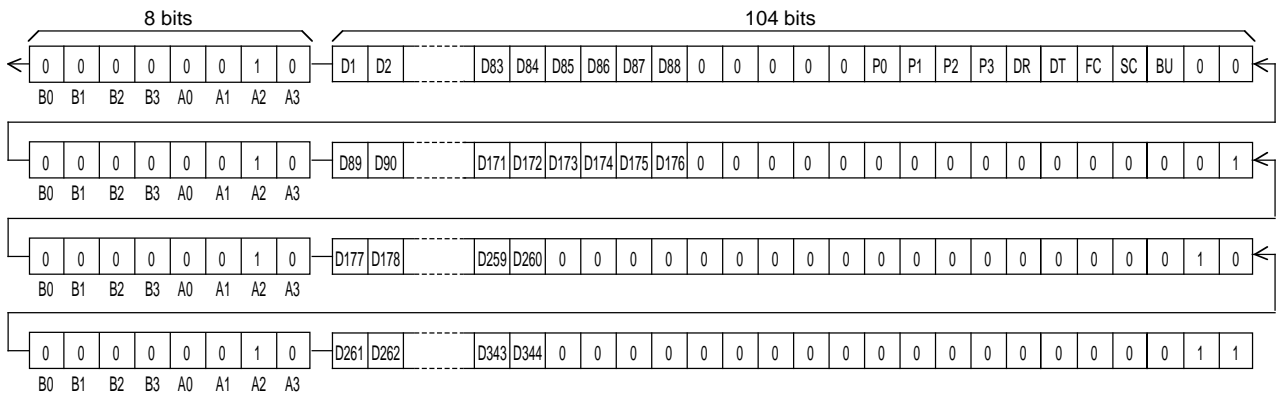 8 bits 104 bits
0 0 0 0 0 0 1 0 D1 D2 D83 D84 D85 D86 D87 D88 0 0 0 0 0 P0 P1 P2 P3 DR DT FC SC BU 0 0
B0 B1 B2 B3 A0 A1 A2 A3
0 0 0 0 0 0 1 0 D89 D90 D171 D172 D173 D174 D175 D176 0 0 0 0 0 0 0 0 0 0 0 0 0 0 0 1
B0 B1 B2 B3 A0 A1 A2 A3
0 0 0 0 0 0 1 0 D177 D178 D259 D260 0 0 0 0 0 0 0 0 0 0 0 0 0 0 0 0 0 0 1 0
B0 B1 B2 B3 A0 A1 A2 A3
0 0 0 0 0 0 1 0 D261 D262 D343 D344 0 0 0 0 0 0 0 0 0 0 0 0 0 0 0 0 0 0 1 1
B0 B1 B2 B3 A0 A1 A2 A3